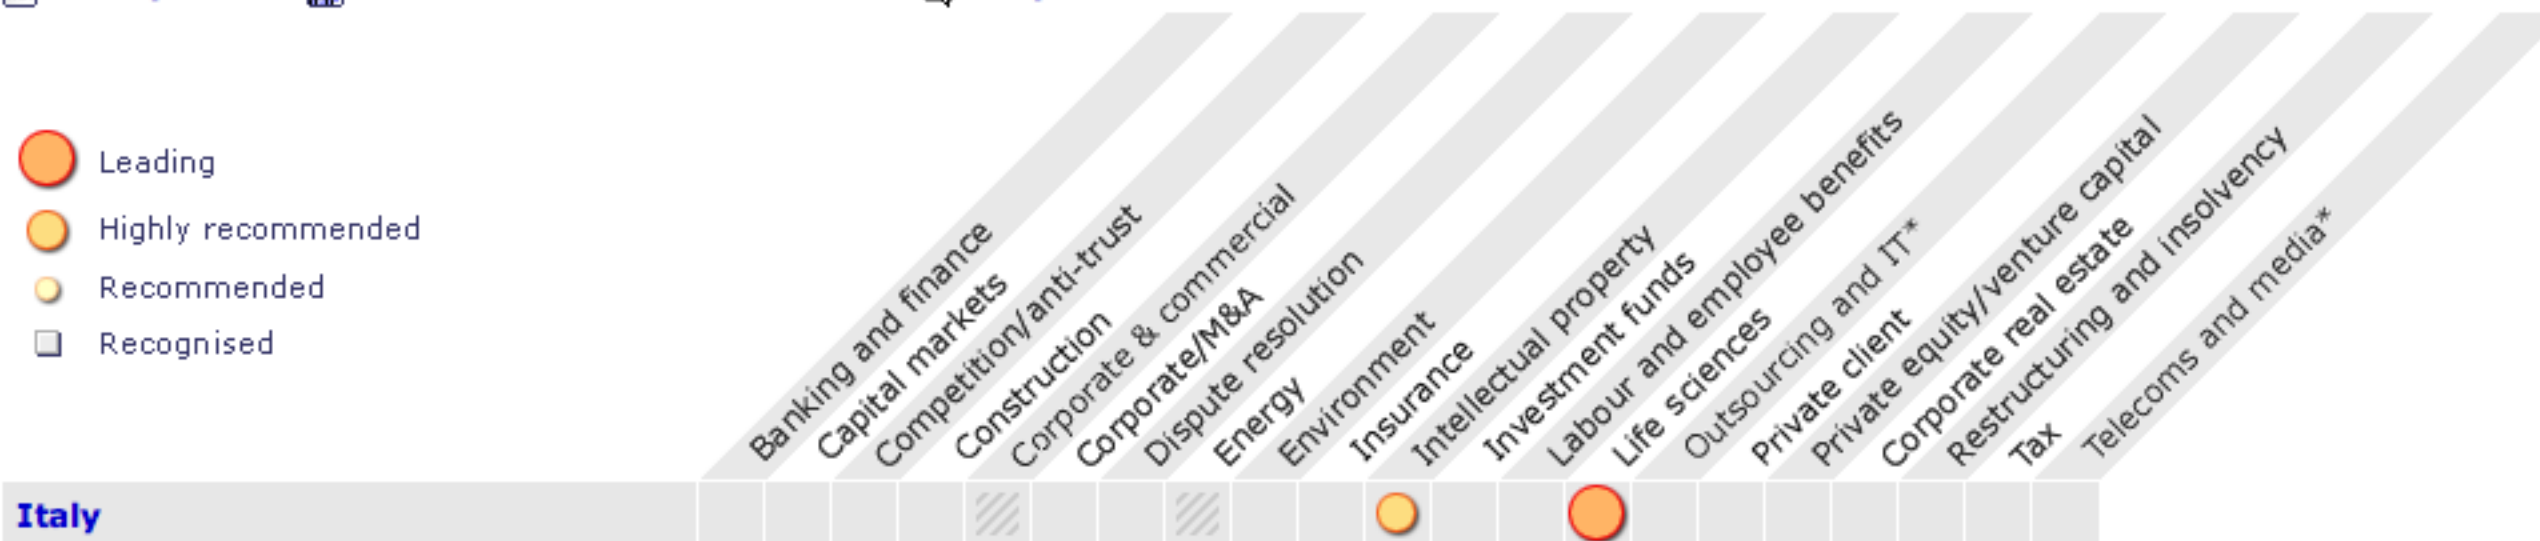 Leading
Highly recommended
Recommended
Recognised
Banking and finance
Capital markets
Competition/anti-trust
Construction
Corporate & commercial
Corporate/M&A
Dispute resolution
Energy
Environment
Insurance
Intellectual property
Investment funds
Labour and employee benefits
Life sciences
Outsourcing and IT*
Private client
Private equity/venture capital
Corporate real estate
Restructuring and insolvency
Tax
Telecoms and media*
Italy